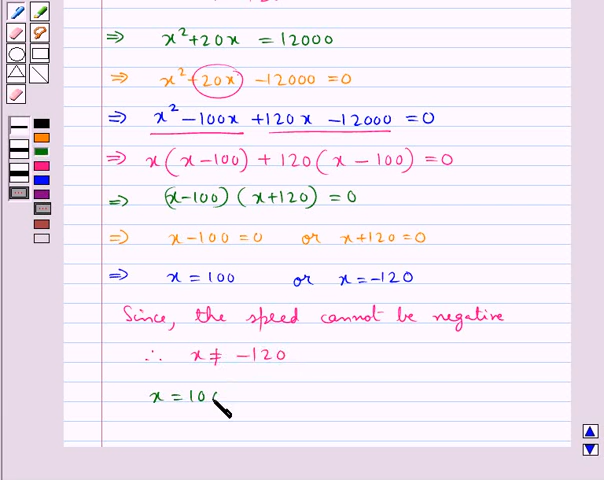 ⇒ x² + 20x = 12000
⇒ x² + 20x - 12000 = 0
⇒ x² - 100x + 120x - 12000 = 0
⇒ x(x - 100) + 120(x - 100) = 0
⇒ (x - 100)(x + 120) = 0
⇒ x - 100 = 0 or x + 120 = 0
⇒ x = 100 or x = -120
Since, the speed cannot be negative
∴ x ≠ -120
x = 10